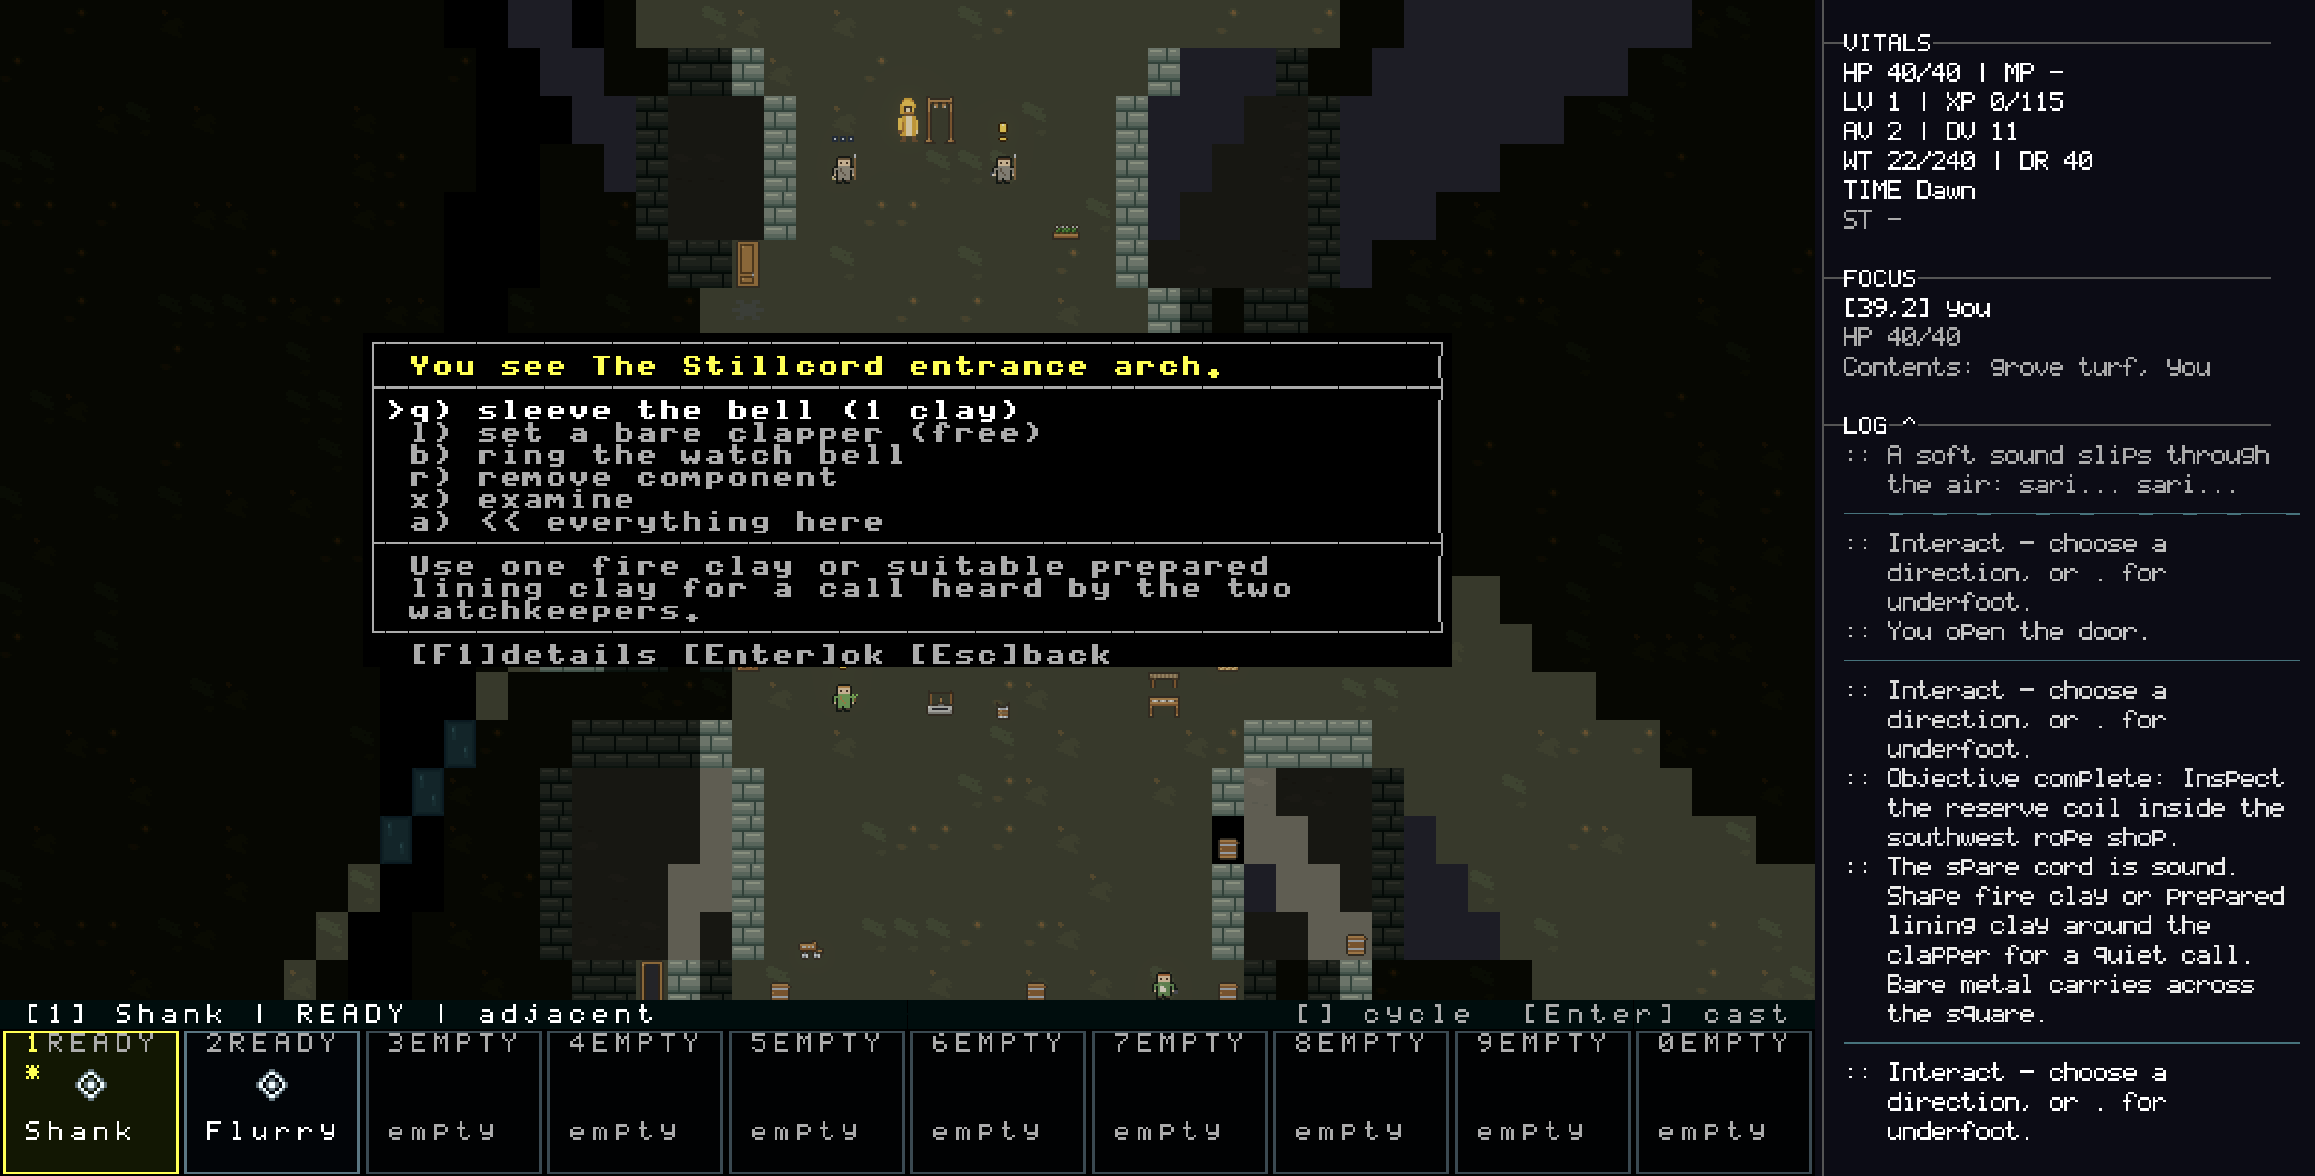 You see The Stillcord entrance arch.
>q) sleeve the bell (1 clay)
l) set a bare clapper (free)
b) ring the watch bell
r) remove component
x) examine
a) << everything here
Use one fire clay or suitable prepared
lining clay for a call heard by the two
watchkeepers.
[F1]details [Enter]ok [Esc]back
[1] Shank | READY | adjacent
[] cycle [Enter] cast
1READY
*
Shank
2READY
Flurry
3EMPTY
empty
4EMPTY
empty
5EMPTY
empty
6EMPTY
empty
7EMPTY
empty
8EMPTY
empty
9EMPTY
empty
0EMPTY
empty
VITALS
HP 40/40 | MP -
LV 1 | XP 0/115
AV 2 | DV 11
WT 22/240 | DR 40
TIME Dawn
ST -
FOCUS
[39,2] You
HP 40/40
Contents: grove turf, You
LOG ^
:: A soft sound slips through
the air: sari... sari...
:: Interact - choose a
direction, or . for
underfoot.
:: You open the door.
:: Interact - choose a
direction, or . for
underfoot.
:: Objective complete: Inspect
the reserve coil inside the
southwest rope shop.
:: The spare cord is sound.
Shape fire clay or prepared
lining clay around the
clapper for a quiet call.
Bare metal carries across
the square.
:: Interact - choose a
direction, or . for
underfoot.